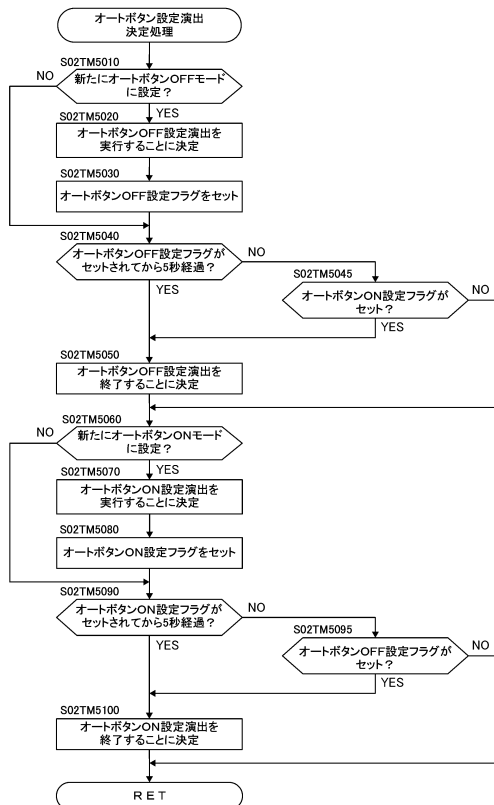 オートボタン設定演出
決定処理
S02TM5010
NO
新たにオートボタンOFFモード
に設定？
YES
S02TM5020
オートボタンOFF設定演出を
実行することに決定
S02TM5030
オートボタンOFF設定フラグをセット
S02TM5040
オートボタンOFF設定フラグが
セットされてから5秒経過？
NO
YES
S02TM5045
オートボタンON設定フラグが
セット？
NO
YES
S02TM5050
オートボタンOFF設定演出を
終了することに決定
S02TM5060
NO
新たにオートボタンONモード
に設定？
YES
S02TM5070
オートボタンON設定演出を
実行することに決定
S02TM5080
オートボタンON設定フラグをセット
S02TM5090
オートボタンON設定フラグが
セットされてから5秒経過？
NO
YES
S02TM5095
オートボタンOFF設定フラグが
セット？
NO
YES
S02TM5100
オートボタンON設定演出を
終了することに決定
ＲＥＴ